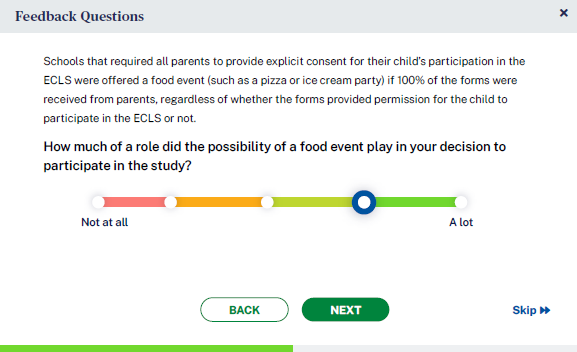 Feedback Questions
Schools that required all parents to provide explicit consent for their child's participation in the
ECLS were offered a food event (such as a pizza or ice cream party) if 100% of the forms were
received from parents, regardless of whether the forms provided permission for the child to
participate in the ECLS or not.
How much of a role did the possibility of a food event play in your decision to
participate in the study?
Not at all
A lot
BACK
NEXT
Skip